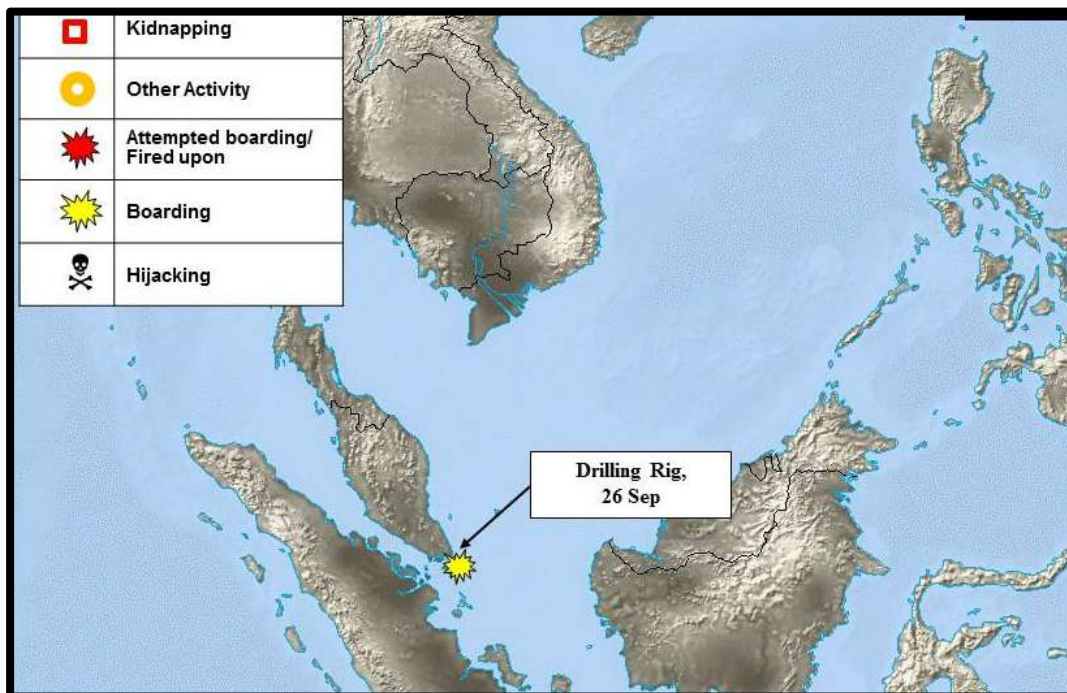 Kidnapping
Other Activity
Attempted boarding/
Fired upon
Boarding
Hijacking
Drilling Rig,
26 Sep